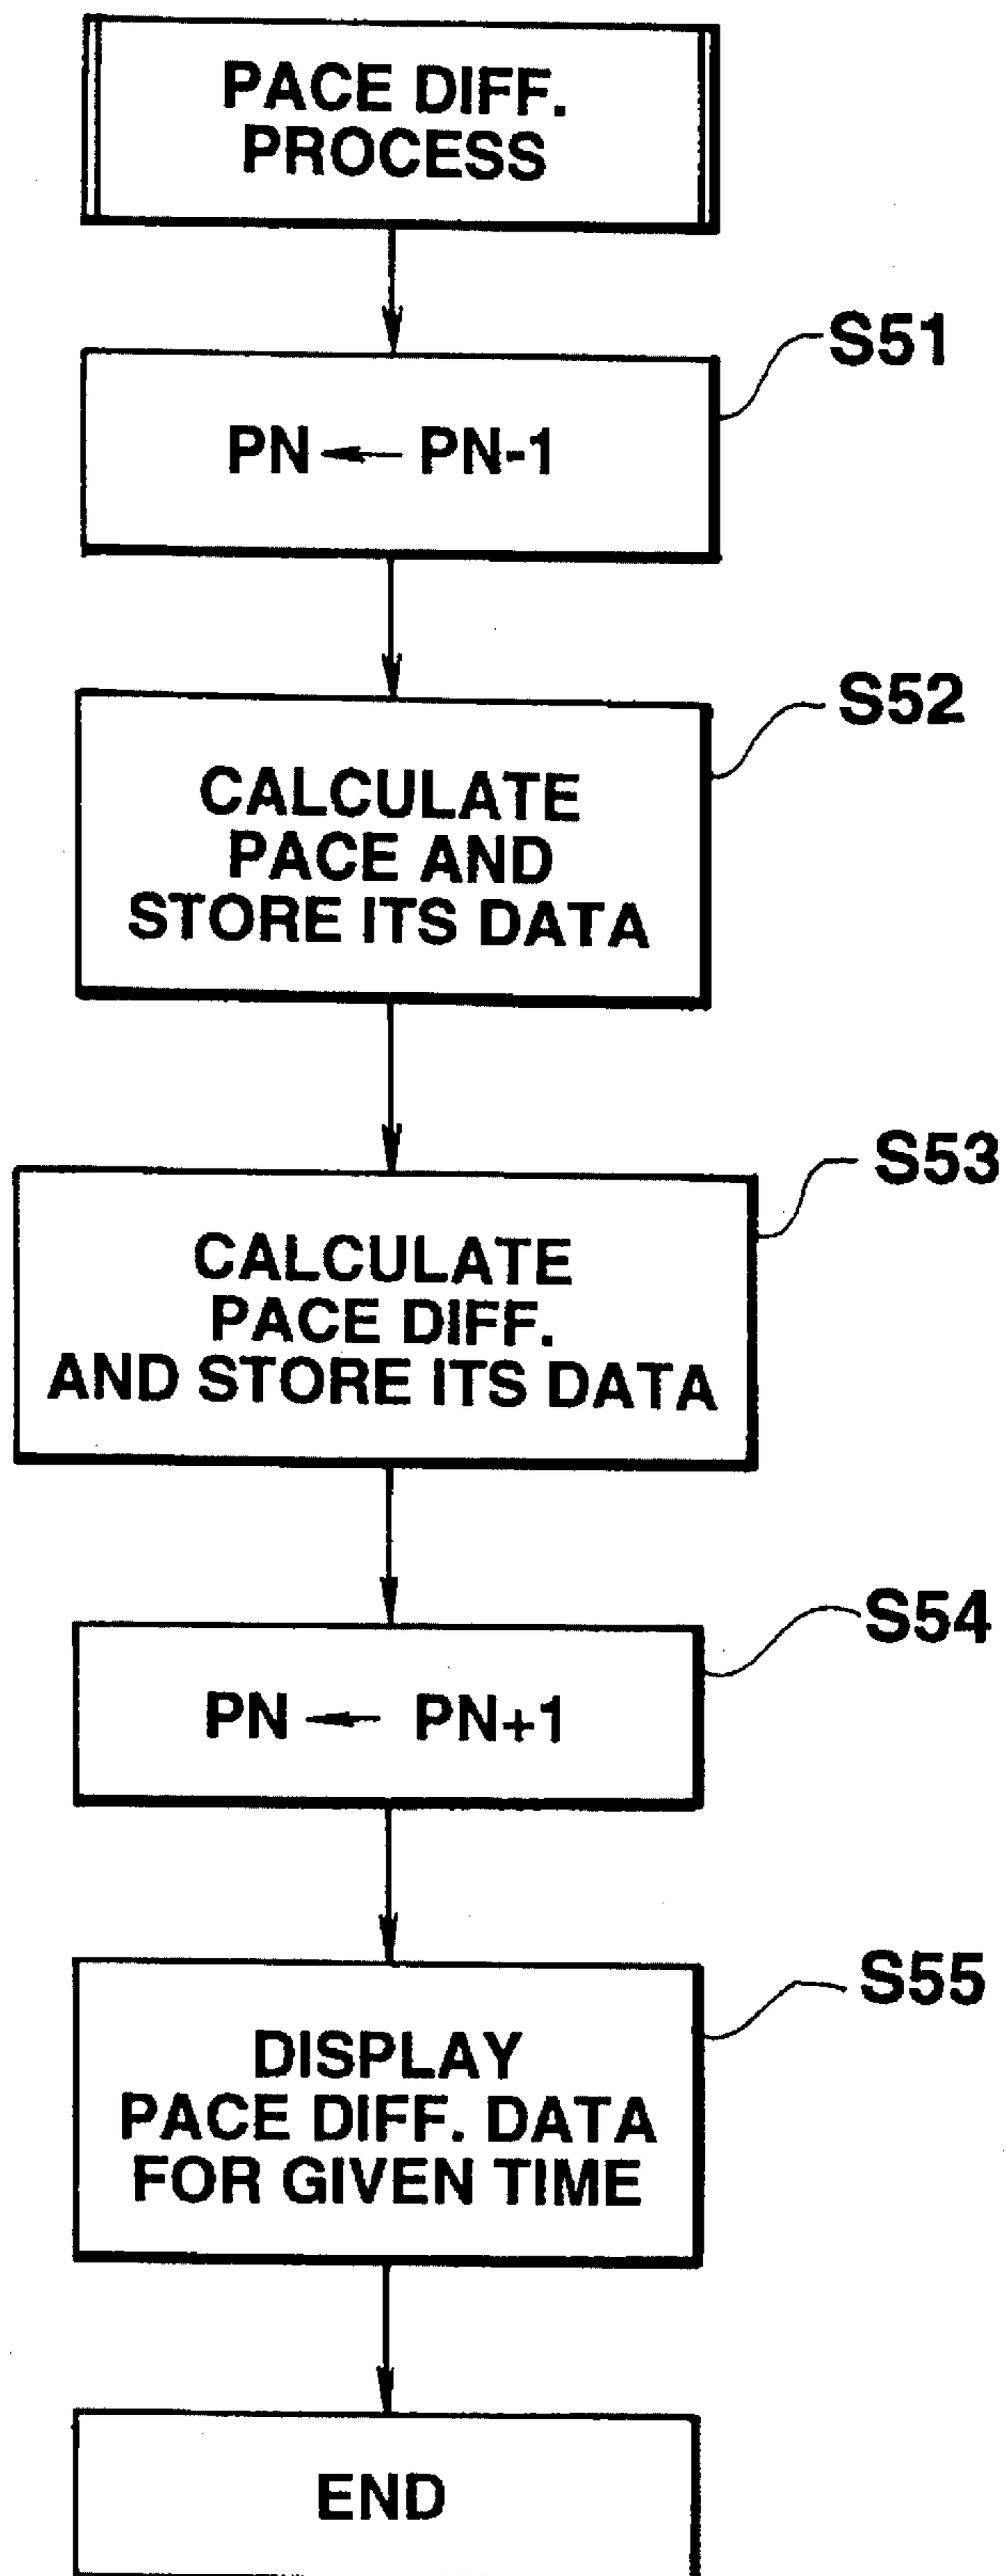 PACE DIFF.
PROCESS
S51
PN ← PN-1
S52
CALCULATE
PACE AND
STORE ITS DATA
S53
CALCULATE
PACE DIFF.
AND STORE ITS DATA
S54
PN ← PN+1
S55
DISPLAY
PACE DIFF. DATA
FOR GIVEN TIME
END